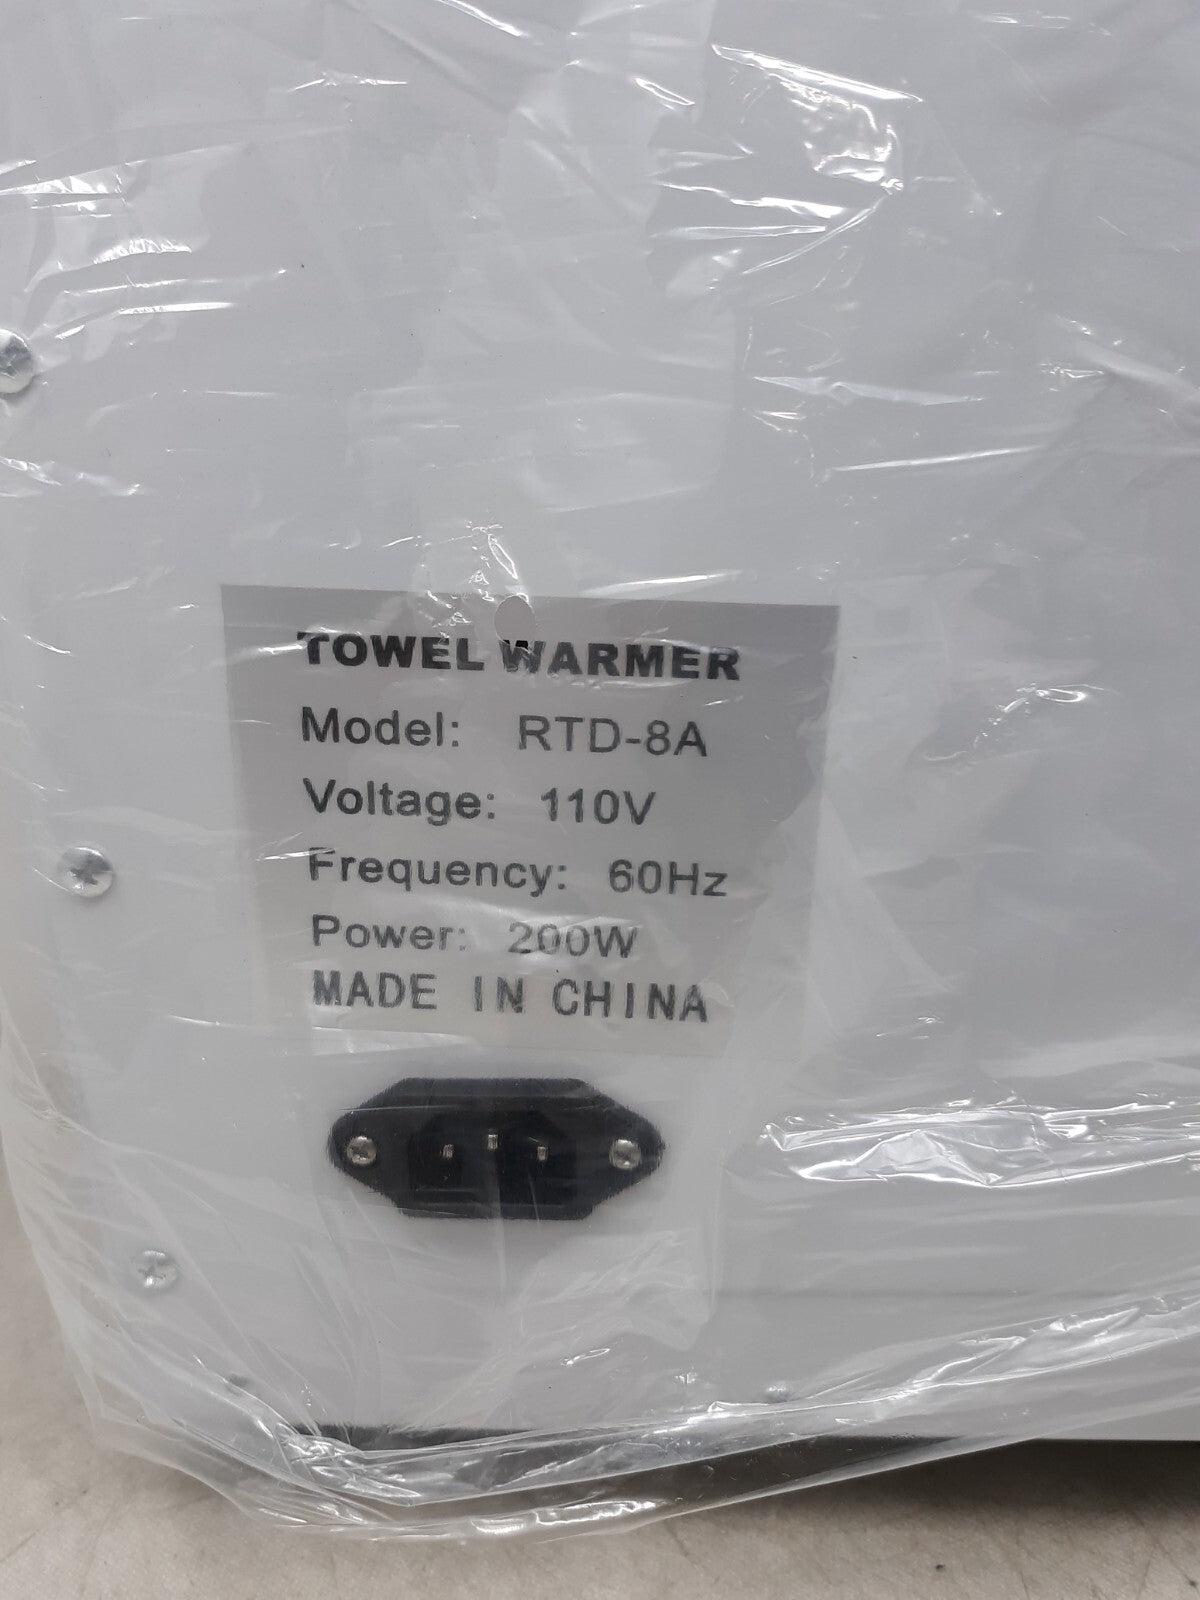 TOWEL WARMER
Model: RTD-8A
Voltage: 110V
Frequency: 60Hz
Power: 200W
MADE IN CHINA